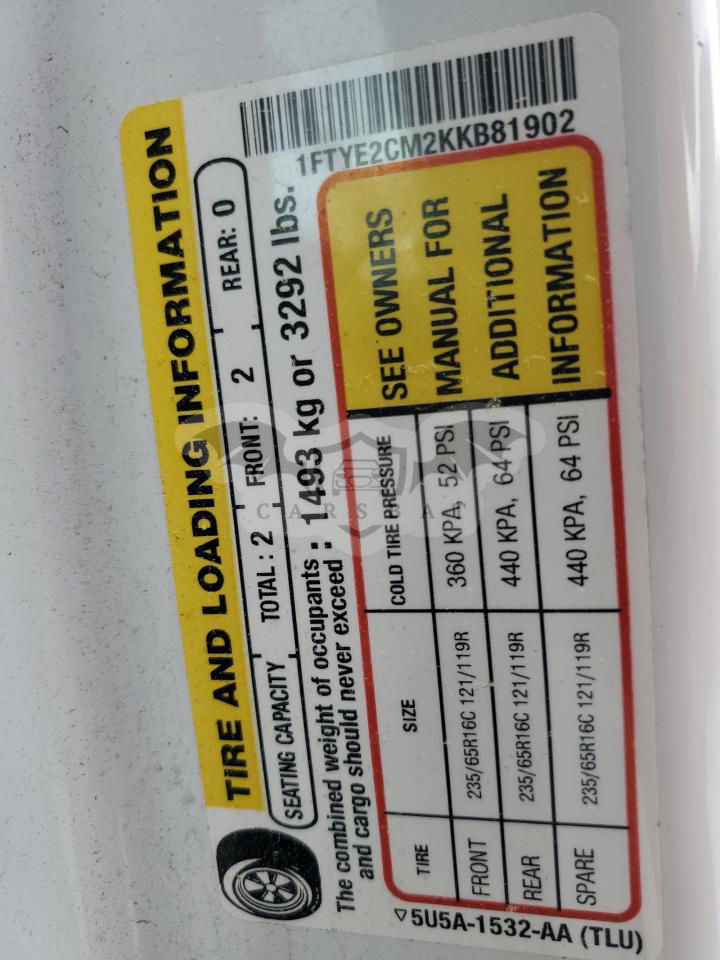 1FTYE2CM2KKB81902
TIRE AND LOADING INFORMATION
SEATING CAPACITY TOTAL : 2 FRONT: 2 REAR: 0
The combined weight of occupants
and cargo should never exceed : 1493 kg or 3292 lbs.
TIRE SIZE COLD TIRE PRESSURE
FRONT 235/65R16C 121/119R 360 KPA, 52 PSI
REAR 235/65R16C 121/119R 440 KPA, 64 PSI
SPARE 235/65R16C 121/119R 440 KPA, 64 PSI
SEE OWNERS
MANUAL FOR
ADDITIONAL
INFORMATION
5U5A-1532-AA (TLU)